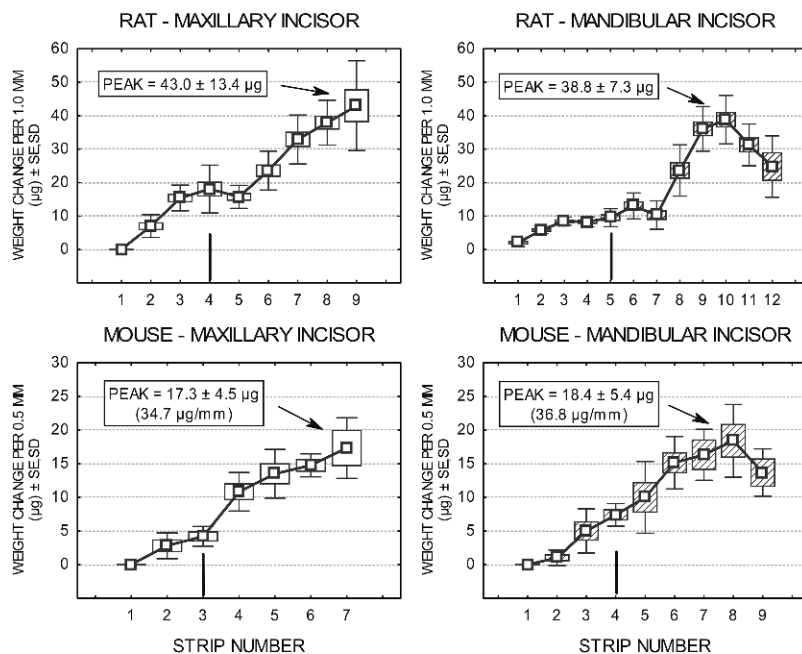 RAT - MAXILLARY INCISOR
WEIGHT CHANGE PER 1.0 MM
(µg) ± SE,SD
60
50
40
30
20
10
0
PEAK = 43.0 ± 13.4 µg
1 2 3 4 5 6 7 8 9
RAT - MANDIBULAR INCISOR
WEIGHT CHANGE PER 1.0 MM
(µg) ± SE,SD
60
50
40
30
20
10
0
PEAK = 38.8 ± 7.3 µg
1 2 3 4 5 6 7 8 9 10 11 12
MOUSE - MAXILLARY INCISOR
WEIGHT CHANGE PER 0.5 MM
(µg) ± SE,SD
30
25
20
15
10
5
0
PEAK = 17.3 ± 4.5 µg
(34.7 µg/mm)
1 2 3 4 5 6 7
STRIP NUMBER
MOUSE - MANDIBULAR INCISOR
WEIGHT CHANGE PER 0.5 MM
(µg) ± SE,SD
30
25
20
15
10
5
0
PEAK = 18.4 ± 5.4 µg
(36.8 µg/mm)
1 2 3 4 5 6 7 8 9
STRIP NUMBER